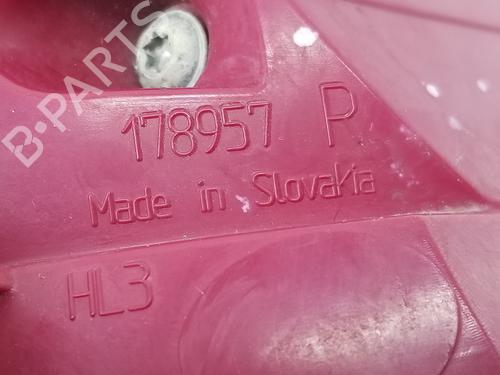 B-PARTS
178957 R
Made in Slovakia
HL3